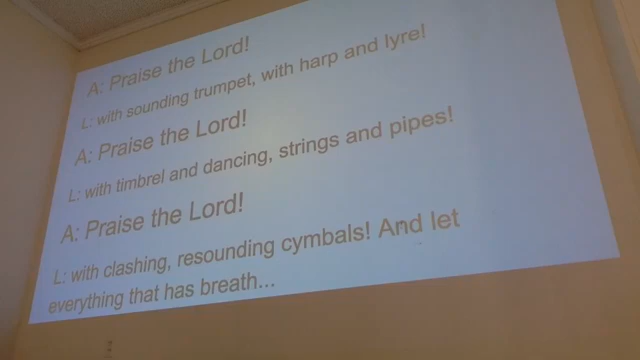 A: Praise the Lord!
L: with sounding trumpet, with harp and lyre!
A: Praise the Lord!
L: with timbrel and dancing, strings and pipes!
A: Praise the Lord!
L: with clashing, resounding cymbals! And let
everything that has breath...